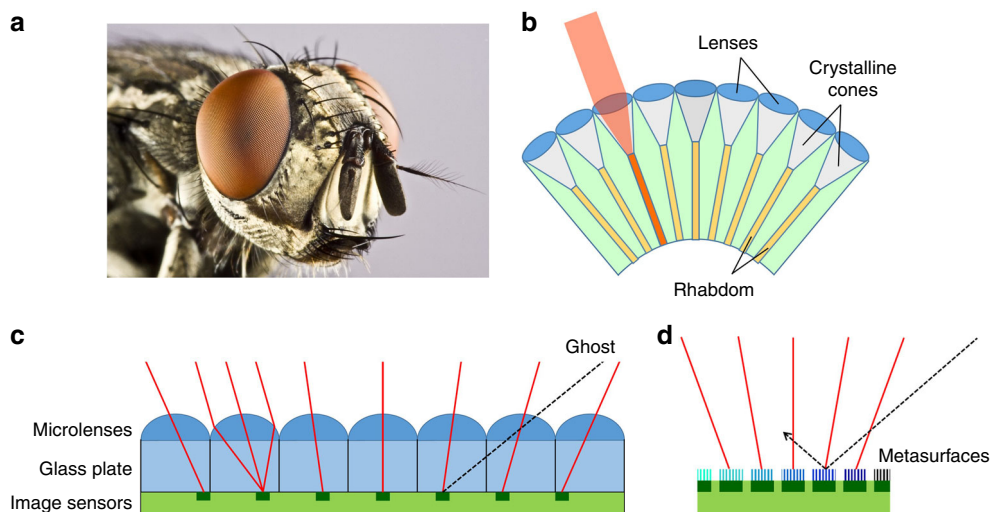 a
b
Lenses
Crystalline
cones
Rhabdom
c
Ghost
Microlenses
Glass plate
Image sensors
d
Metasurfaces